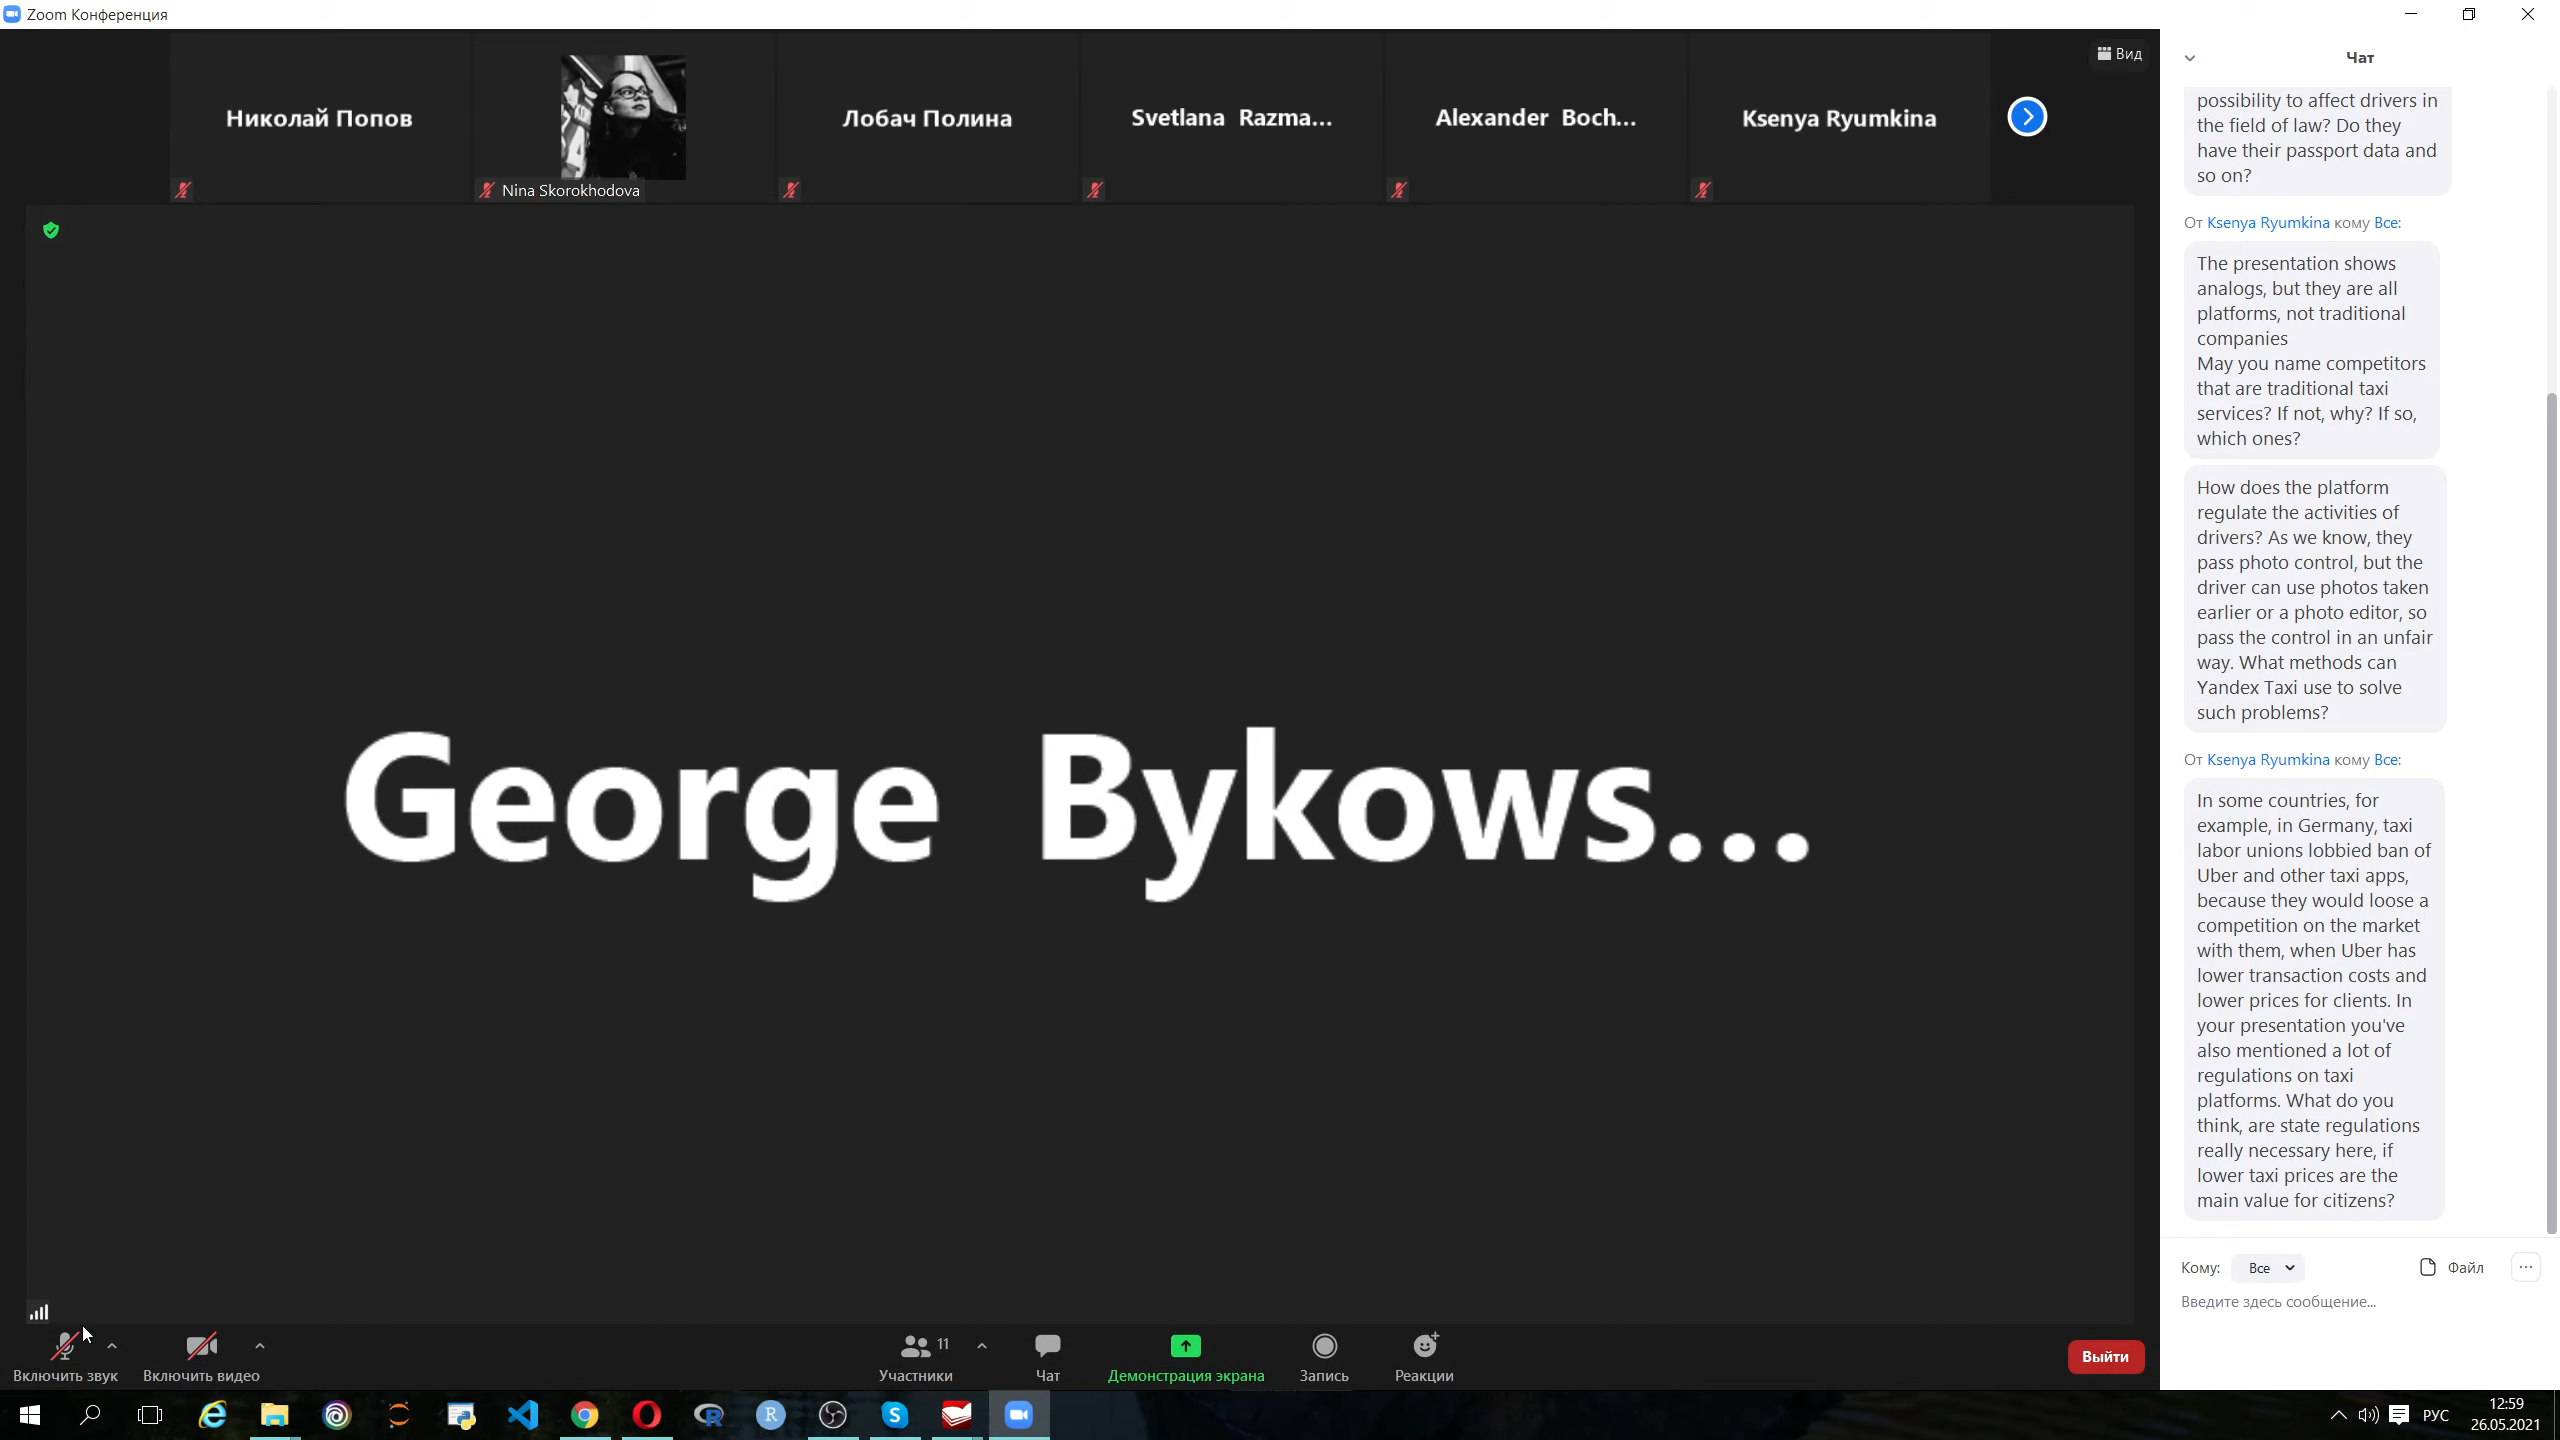 Zoom Конференция
Вид
Николай Попов
Nina Skorokhodova
Лобач Полина
Svetlana Razma...
Alexander Boch...
Ksenya Ryumkina
George Bykows...
Чат
possibility to affect drivers in
the field of law? Do they
have their passport data and
so on?
От Ksenya Ryumkina кому Все:
The presentation shows
analogs, but they are all
platforms, not traditional
companies
May you name competitors
that are traditional taxi
services? If not, why? If so,
which ones?
How does the platform
regulate the activities of
drivers? As we know, they
pass photo control, but the
driver can use photos taken
earlier or a photo editor, so
pass the control in an unfair
way. What methods can
Yandex Taxi use to solve
such problems?
От Ksenya Ryumkina кому Все:
In some countries, for
example, in Germany, taxi
labor unions lobbied ban of
Uber and other taxi apps,
because they would loose a
competition on the market
with them, when Uber has
lower transaction costs and
lower prices for clients. In
your presentation you've
also mentioned a lot of
regulations on taxi
platforms. What do you
think, are state regulations
really necessary here, if
lower taxi prices are the
main value for citizens?
Кому: Все Файл
Введите здесь сообщение...
Включить звук
Включить видео
11
Участники
Чат
Демонстрация экрана
Запись
Реакции
Выйти
РУС
12:59
26.05.2021